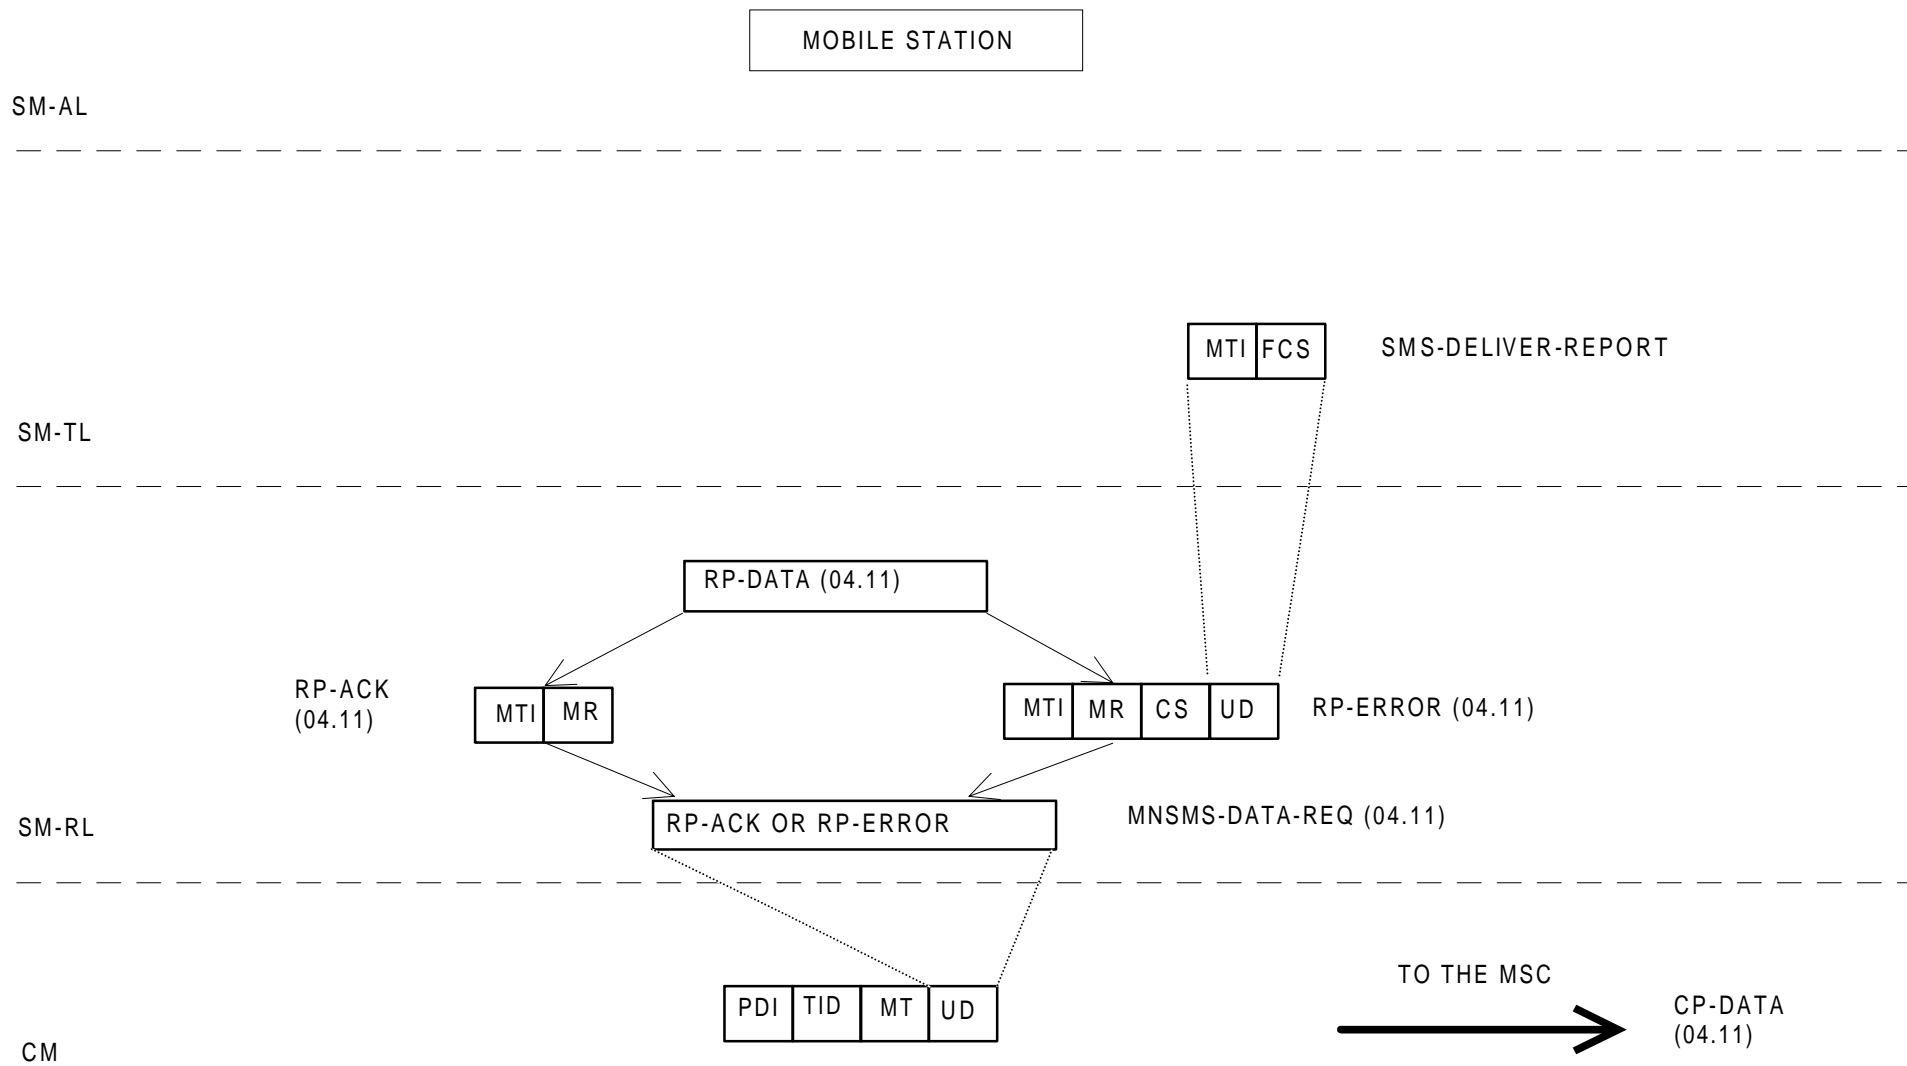 MOBILE STATION
SM-AL
MTI FCS SMS-DELIVER-REPORT
SM-TL
RP-DATA (04.11)
RP-ACK
(04.11)
MTI MR
MTI MR CS UD RP-ERROR (04.11)
RP-ACK OR RP-ERROR MNSMS-DATA-REQ (04.11)
SM-RL
TO THE MSC
PDI TID MT UD
CP-DATA
(04.11)
CM